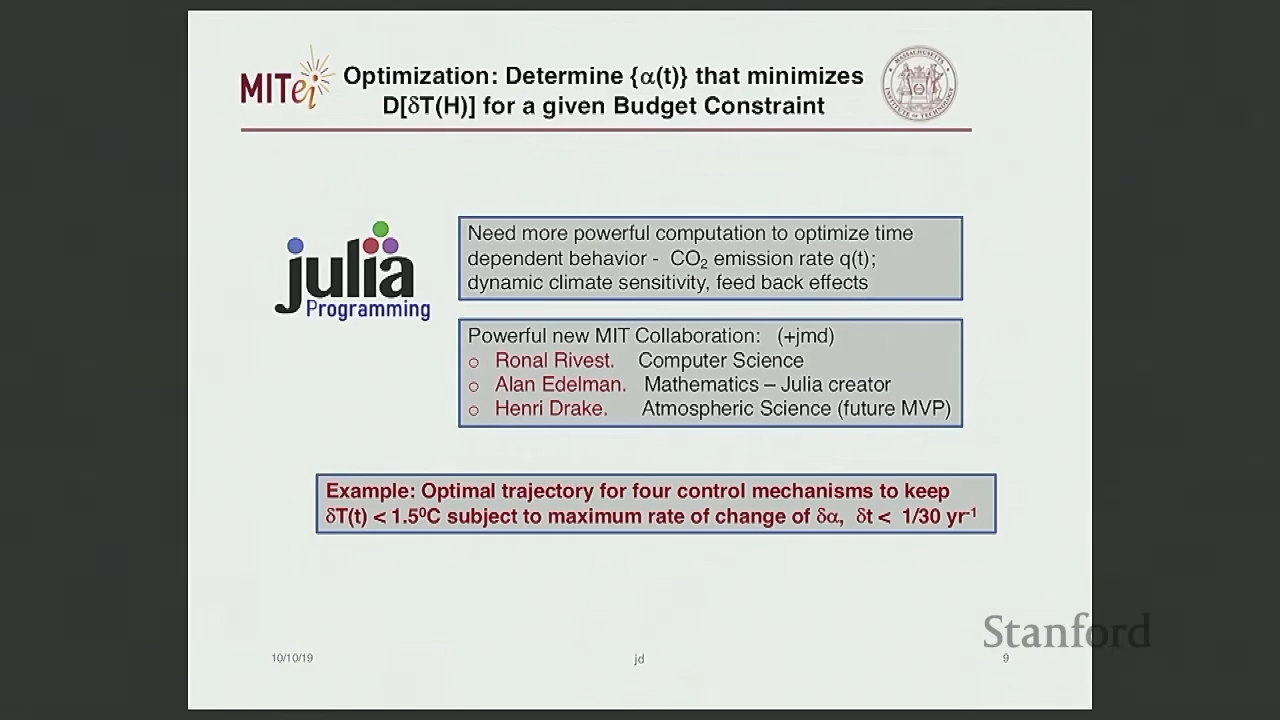 MITei
Optimization: Determine {α(t)} that minimizes
D[δT(H)] for a given Budget Constraint
MASSACHUSETTS INSTITUTE OF TECHNOLOGY
julia
Programming
Need more powerful computation to optimize time
dependent behavior - CO₂ emission rate q(t);
dynamic climate sensitivity, feed back effects
Powerful new MIT Collaboration: (+jmd)
o Ronal Rivest. Computer Science
o Alan Edelman. Mathematics – Julia creator
o Henri Drake. Atmospheric Science (future MVP)
Example: Optimal trajectory for four control mechanisms to keep
δT(t) < 1.5⁰C subject to maximum rate of change of δα, δt < 1/30 yr⁻¹
Stanford
10/10/19
jd
9